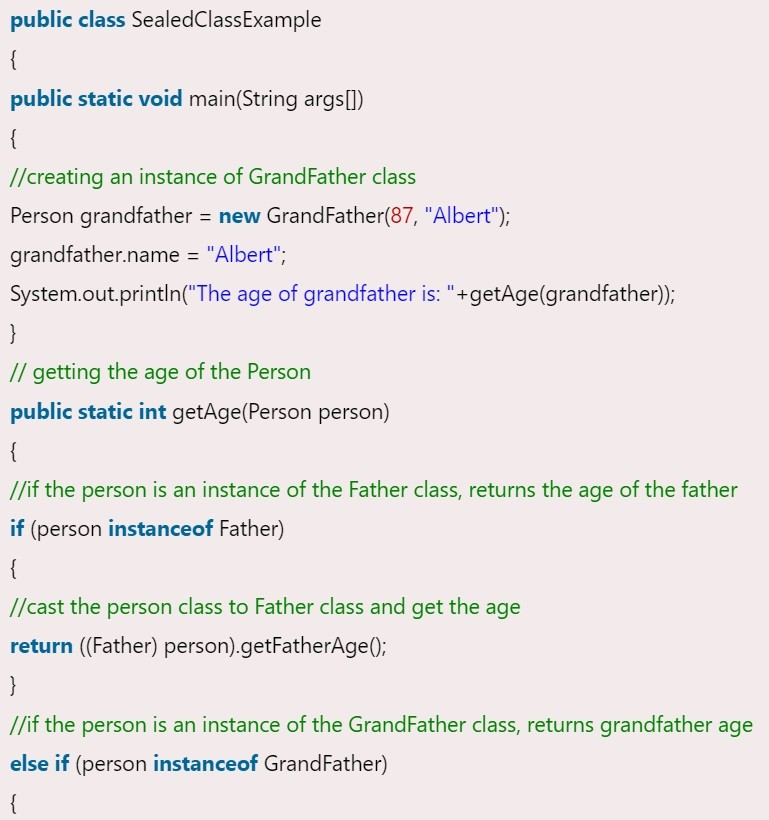 public class SealedClassExample
{
public static void main(String args[])
{
//creating an instance of GrandFather class
Person grandfather = new GrandFather(87, "Albert");
grandfather.name = "Albert";
System.out.println("The age of grandfather is: "+getAge(grandfather));
}
// getting the age of the Person
public static int getAge(Person person)
{
//if the person is an instance of the Father class, returns the age of the father
if (person instanceof Father)
{
//cast the person class to Father class and get the age
return ((Father) person).getFatherAge();
}
//if the person is an instance of the GrandFather class, returns grandfather age
else if (person instanceof GrandFather)
{